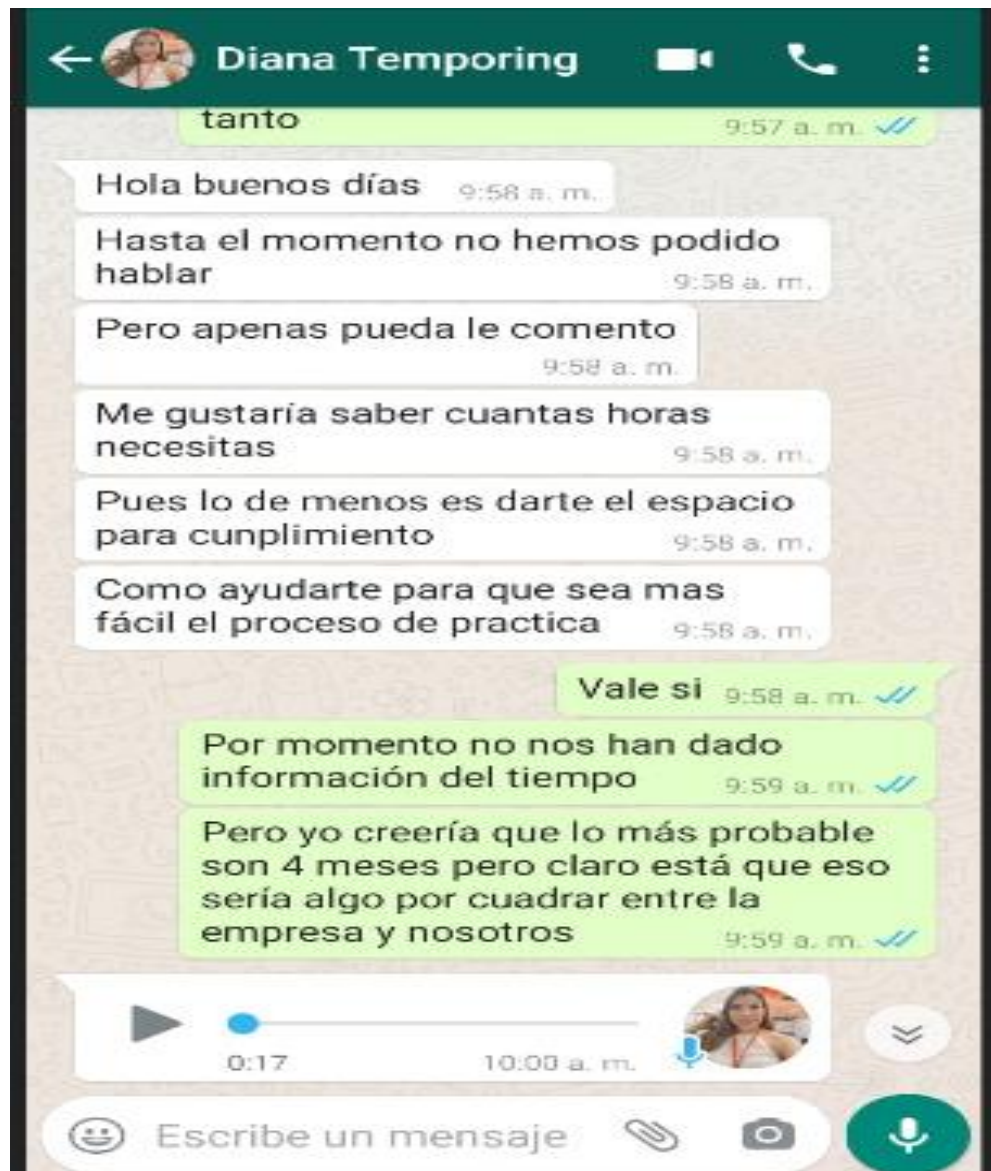 Diana Temporing
tanto
9:57 a. m.
Hola buenos días 9:58 a. m.
Hasta el momento no hemos podido
hablar 9:58 a. m.
Pero apenas pueda le comento
9:58 a. m.
Me gustaría saber cuantas horas
necesitas 9:58 a. m.
Pues lo de menos es darte el espacio
para cunplimiento 9:58 a. m.
Como ayudarte para que sea mas
fácil el proceso de practica 9:58 a. m.
Vale si 9:58 a. m.
Por momento no nos han dado
información del tiempo 9:59 a. m.
Pero yo creería que lo más probable
son 4 meses pero claro está que eso
sería algo por cuadrar entre la
empresa y nosotros 9:59 a. m.
0:17 10:00 a. m.
Escribe un mensaje